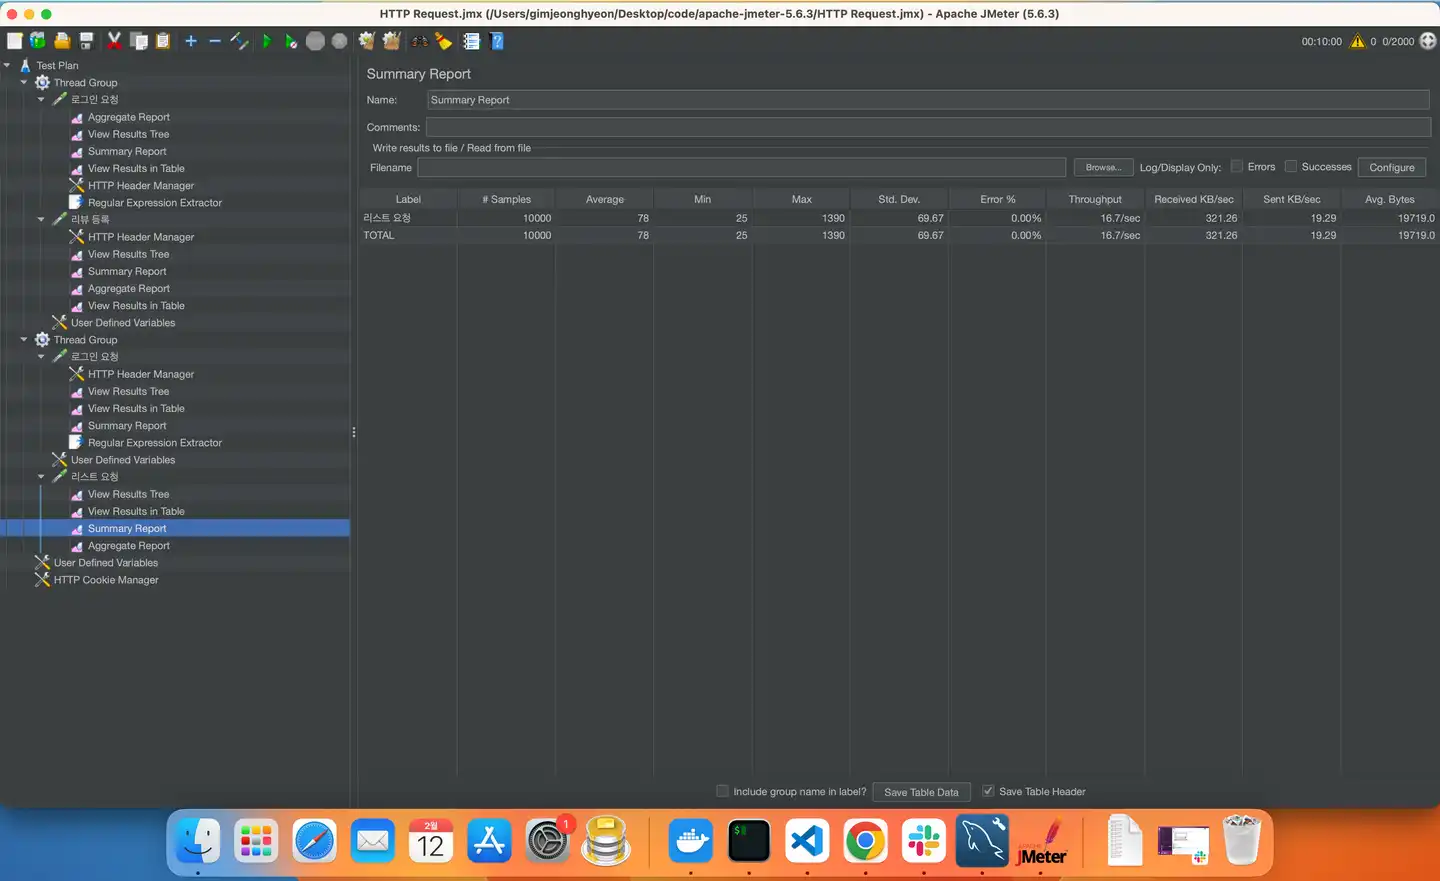 HTTP Request.jmx (/Users/gimjeonghyeon/Desktop/code/apache-jmeter-5.6.3/HTTP Request.jmx) - Apache JMeter (5.6.3)
00:10:00 0 0/2000
Test Plan
Thread Group
로그인 요청
Aggregate Report
View Results Tree
Summary Report
View Results in Table
HTTP Header Manager
Regular Expression Extractor
리뷰 등록
HTTP Header Manager
View Results Tree
Summary Report
Aggregate Report
View Results in Table
User Defined Variables
Thread Group
로그인 요청
HTTP Header Manager
View Results Tree
View Results in Table
Summary Report
Regular Expression Extractor
User Defined Variables
리스트 요청
View Results Tree
View Results in Table
Summary Report
Aggregate Report
User Defined Variables
HTTP Cookie Manager
Summary Report
Name: Summary Report
Comments:
Write results to file / Read from file
Filename Browse... Log/Display Only: Errors Successes Configure
Label # Samples Average Min Max Std. Dev. Error % Throughput Received KB/sec Sent KB/sec Avg. Bytes
리스트 요청 10000 78 25 1390 69.67 0.00% 16.7/sec 321.26 19.29 19719.0
TOTAL 10000 78 25 1390 69.67 0.00% 16.7/sec 321.26 19.29 19719.0
Include group name in label? Save Table Data Save Table Header
2월
12
1
$
APACHE
JMeter